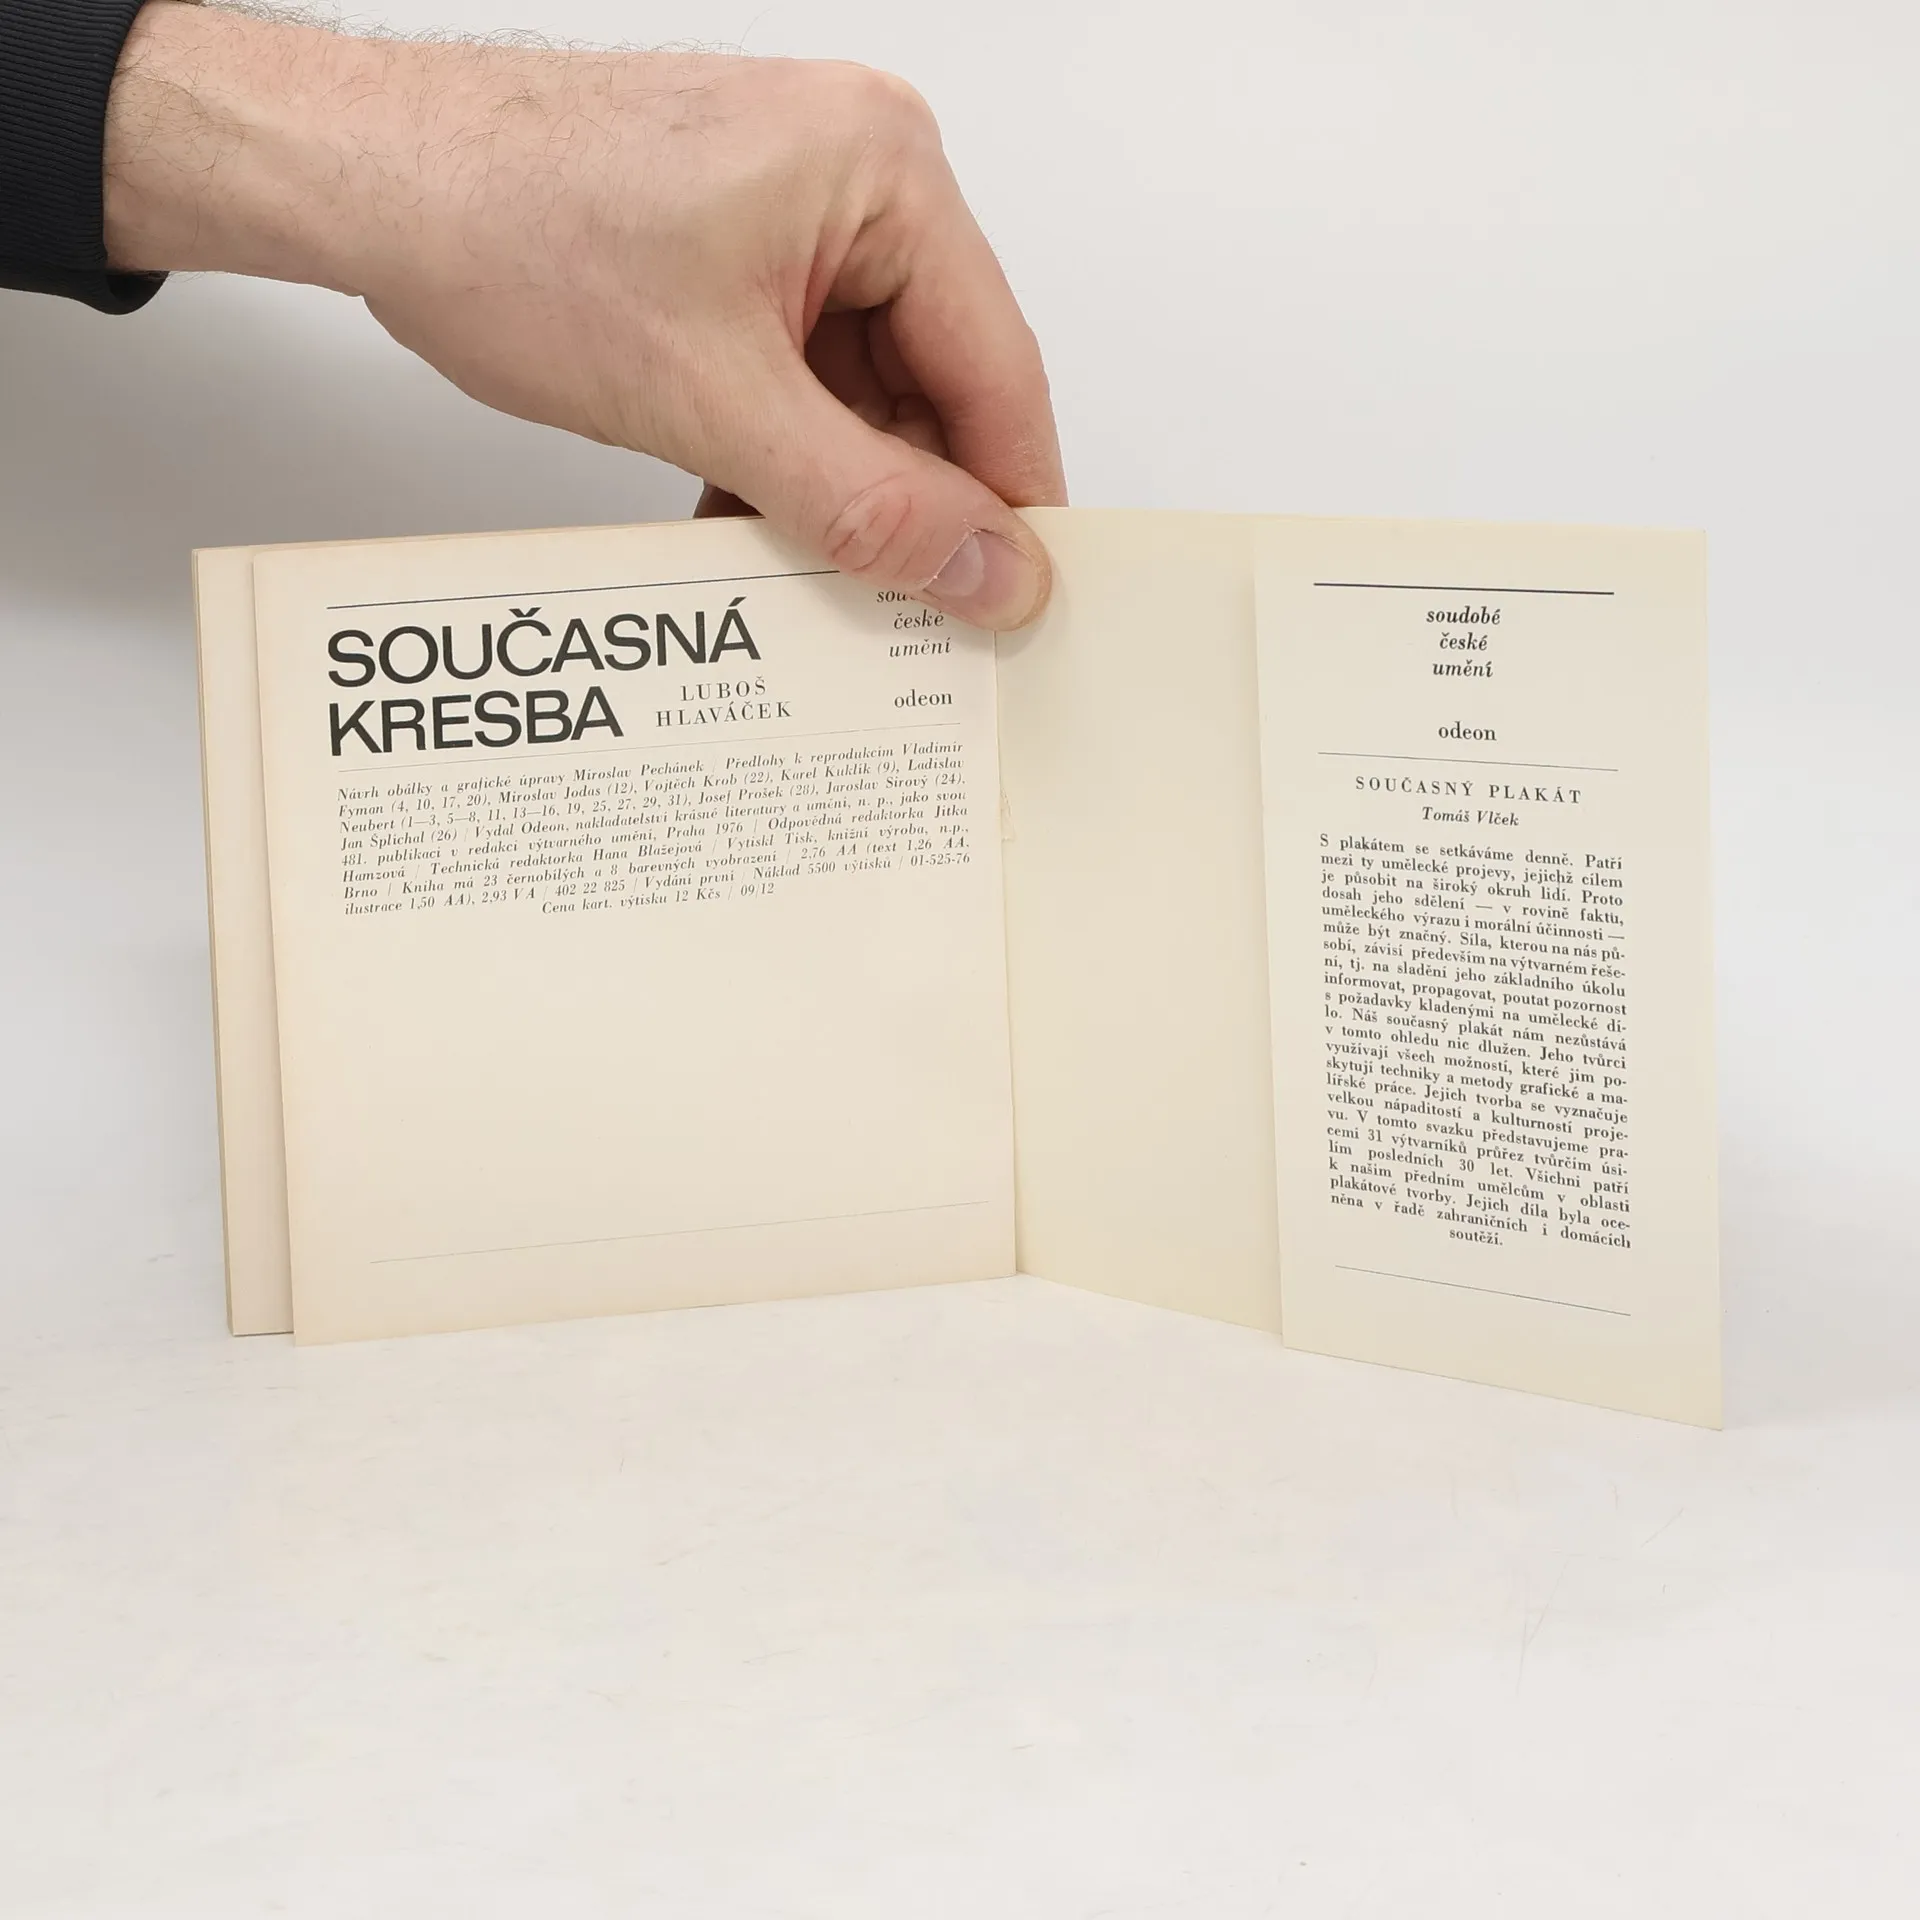 SOUČASNÁ
KRESBA
LUBOŠ
HLAVÁČEK
české
umění
odeon
Návrh obálky a grafické úpravy Miroslav Pechánek / Předlohy k reprodukcím Vladimír
Fyman (4, 10, 17, 20), Miroslav Jodas (12), Vojtěch Krob (22), Karel Kuklík (9), Ladislav
Neubert (1—3, 5—8, 11, 13—16, 19, 25, 27, 29, 31), Josef Prošek (28), Jaroslav Sirový (24),
Jan Šplíchal (26) / Vydal Odeon, nakladatelství krásné literatury a umění, n. p., jako svou
481. publikaci v redakci výtvarného umění, Praha 1976 / Odpovědná redaktorka Jitka
Hamzová / Technická redaktorka Hana Blažejová / Vytiskl Tisk, knižní výroba, n.p.,
Brno / Kniha má 23 černobílých a 8 barevných vyobrazení / 2,76 AA (text 1,26 AA,
ilustrace 1,50 AA), 2,93 VA / 402 22 825 / Vydání první / Náklad 5500 výtisků / 01-525-76
Cena kart. výtisku 12 Kčs / 09/12
soudobé
české
umění
odeon
SOUČASNÝ PLAKÁT
Tomáš Vlček
S plakátem se setkáváme denně. Patří
mezi ty umělecké projevy, jejichž cílem
je působit na široký okruh lidí. Proto
dosah jeho sdělení — v rovině faktu,
uměleckého výrazu i morální účinnosti —
může být značný. Síla, kterou na nás pů-
sobí, závisí především na výtvarném řeše-
ní, tj. na sladění jeho základního úkolu
informovat, propagovat, poutat pozornost
s požadavky kladenými na umělecké dí-
lo. Náš současný plakát nám nezůstává
v tomto ohledu nic dlužen. Jeho tvůrci
využívají všech možností, které jim po-
skytují techniky a metody grafické a ma-
lířské práce. Jejich tvorba se vyznačuje
velkou nápaditostí a kulturností proje-
vu. V tomto svazku představujeme pra-
cemi 31 výtvarníků průřez tvůrčím úsi-
lím posledních 30 let. Všichni patří
k našim předním umělcům v oblasti
plakátové tvorby. Jejich díla byla oce-
něna v řadě zahraničních i domácích
soutěží.